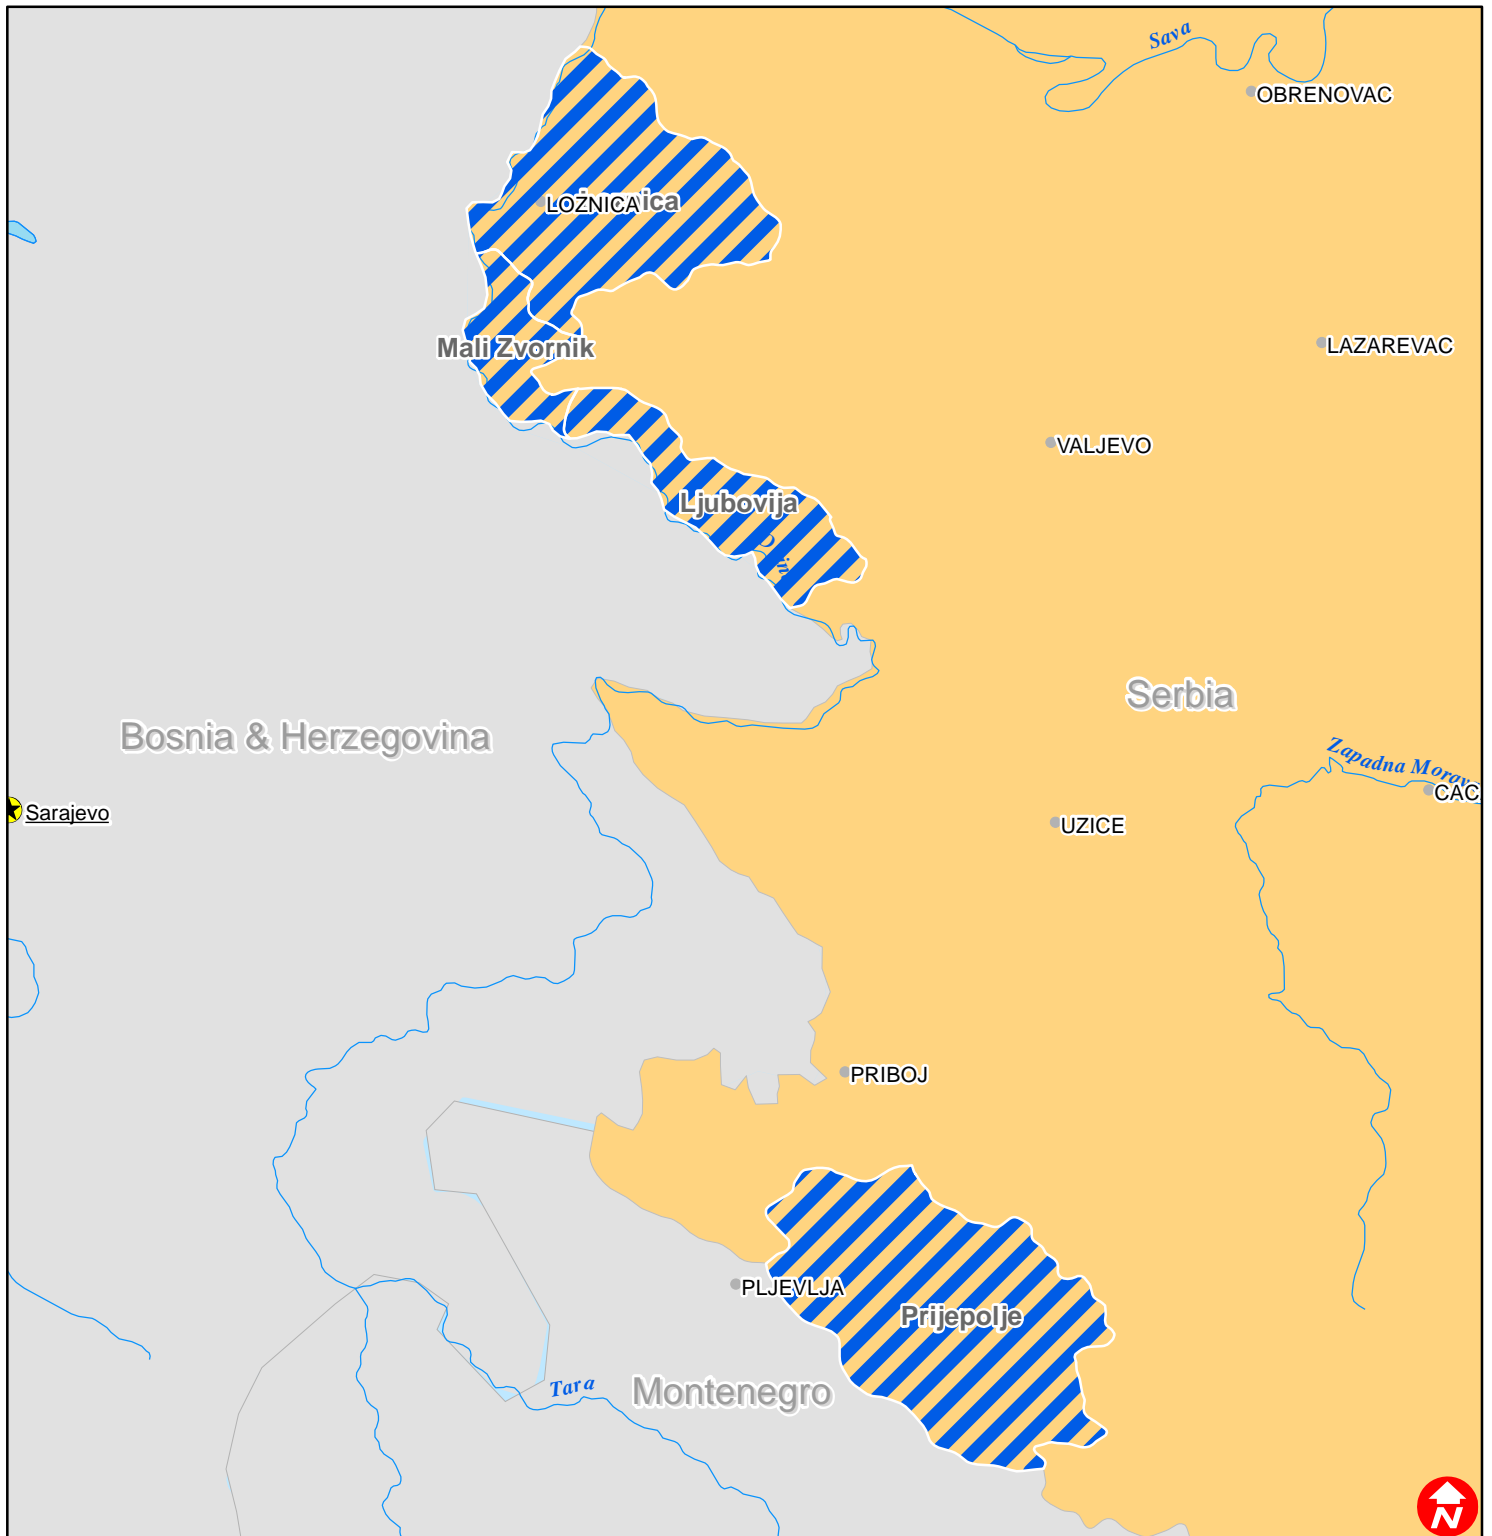 Sava
OBRENOVAC
LOZNICA
Mali Zvornik
LAZAREVAC
VALJEVO
Ljubovija
Serbia
Bosnia & Herzegovina
Zapadna Morav
CAC
Sarajevo
UZICE
PRIBOJ
PLJEVLJA
Prijepolje
Tara
Montenegro
N